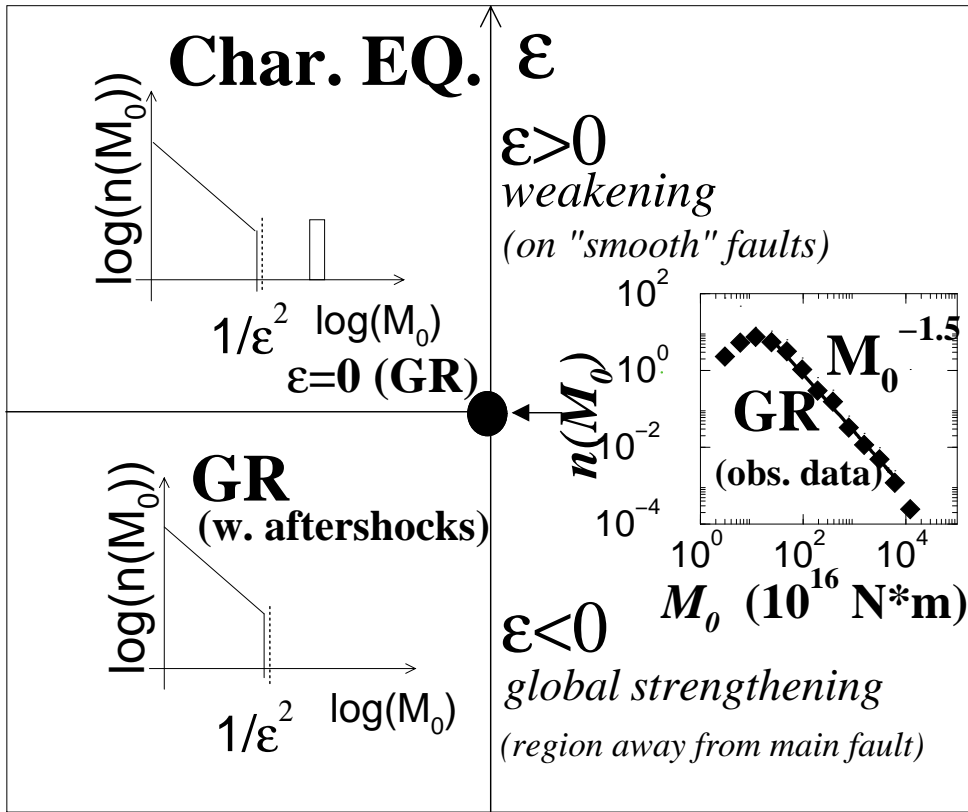 Char. EQ.
ε
log(n(M₀))
1/ε²
log(M₀)
ε>0
weakening
(on "smooth" faults)
ε=0 (GR)
n(M₀)
10²
10⁰
10⁻²
10⁻⁴
M₀⁻¹·⁵
GR
(obs. data)
10⁰ 10² 10⁴
M₀ (10¹⁶ N*m)
GR
(w. aftershocks)
log(n(M₀))
1/ε²
log(M₀)
ε<0
global strengthening
(region away from main fault)